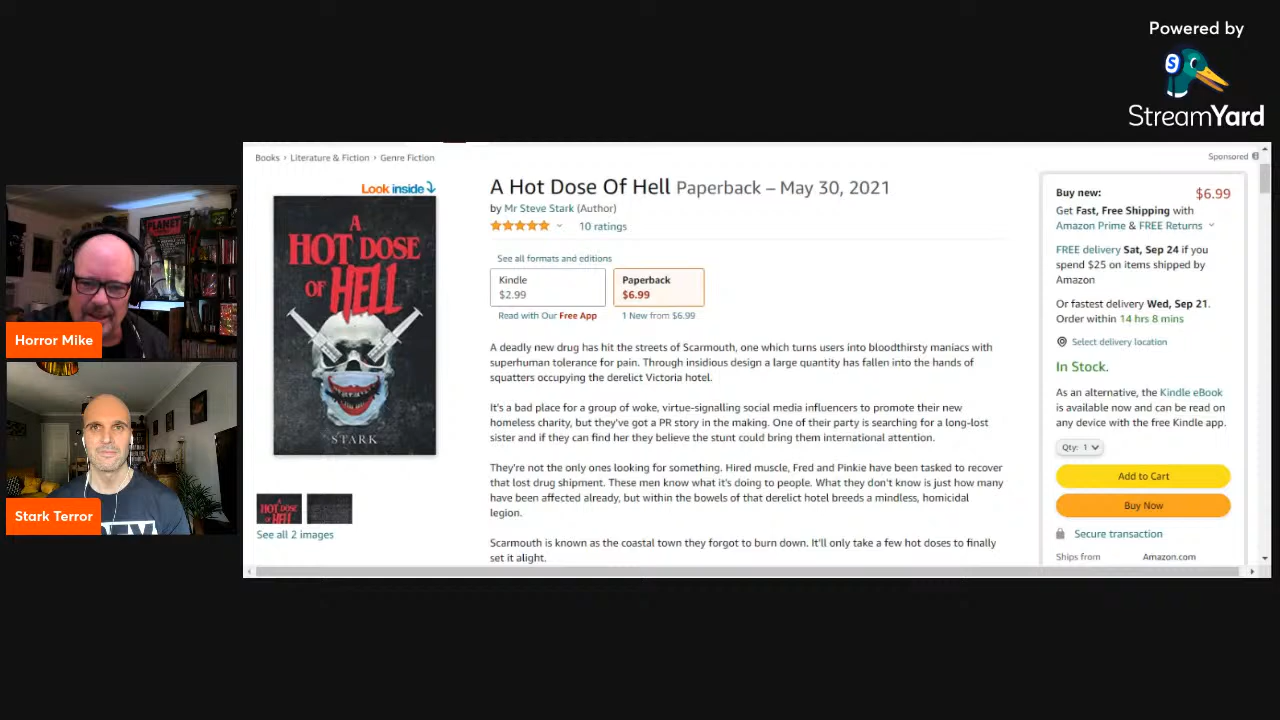 Powered by
StreamYard
Books › Literature & Fiction › Genre Fiction
Sponsored
Look inside
A Hot Dose Of Hell Paperback – May 30, 2021
by Mr Steve Stark (Author)
10 ratings
See all formats and editions
Kindle
$2.99
Paperback
$6.99
Read with Our Free App
1 New from $6.99
A deadly new drug has hit the streets of Scarmouth, one which turns users into bloodthirsty maniacs with
superhuman tolerance for pain. Through insidious design a large quantity has fallen into the hands of
squatters occupying the derelict Victoria hotel.
It's a bad place for a group of woke, virtue-signalling social media influencers to promote their new
homeless charity, but they've got a PR story in the making. One of their party is searching for a long-lost
sister and if they can find her they believe the stunt could bring them international attention.
They're not the only ones looking for something. Hired muscle, Fred and Pinkie have been tasked to recover
that lost drug shipment. These men know what it's doing to people. What they don't know is just how many
have been affected already, but within the bowels of that derelict hotel breeds a mindless, homicidal
legion.
Scarmouth is known as the coastal town they forgot to burn down. It'll only take a few hot doses to finally
set it alight.
A
HOT DOSE
OF HELL
STARK
A
HOT DOSE
OF HELL
See all 2 images
Buy new:
$6.99
Get Fast, Free Shipping with
Amazon Prime & FREE Returns
FREE delivery Sat, Sep 24 if you
spend $25 on items shipped by
Amazon
Or fastest delivery Wed, Sep 21.
Order within 14 hrs 8 mins
Select delivery location
In Stock.
As an alternative, the Kindle eBook
is available now and can be read on
any device with the free Kindle app.
Qty: 1
Add to Cart
Buy Now
Secure transaction
Ships from
Amazon.com
PLANET
Horror Mike
Stark Terror